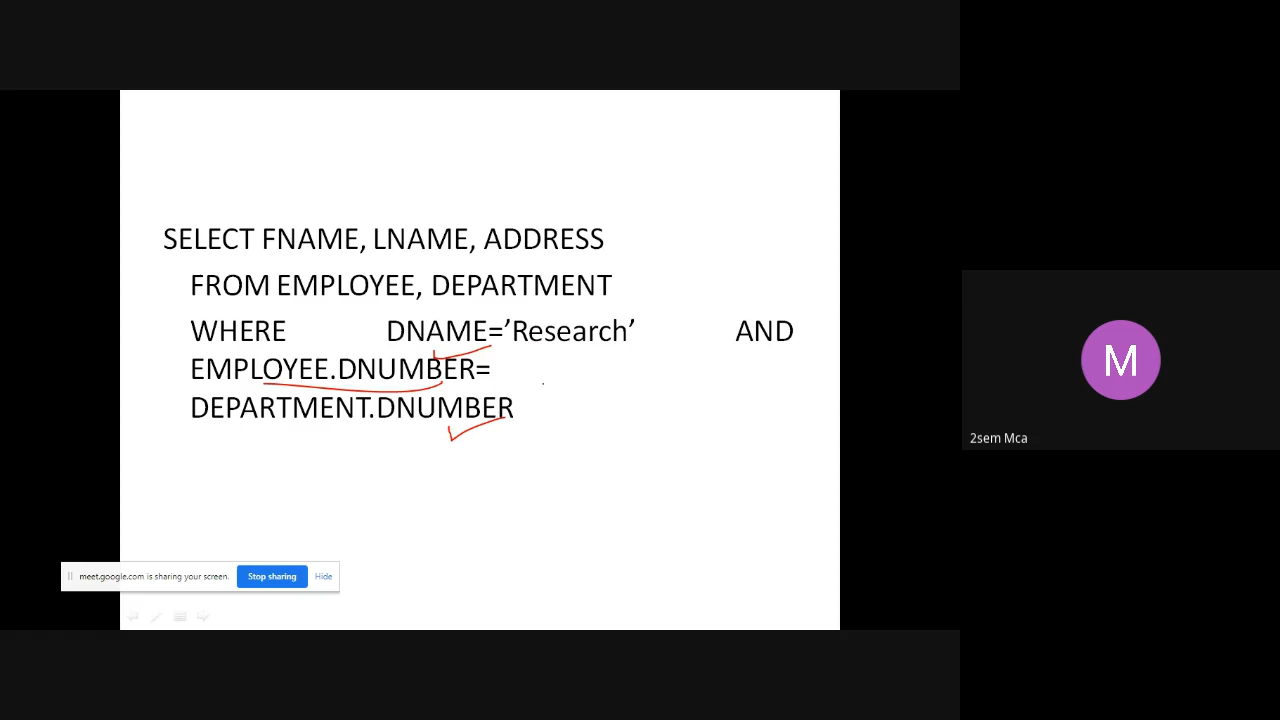 SELECT FNAME, LNAME, ADDRESS
FROM EMPLOYEE, DEPARTMENT
WHERE DNAME=’Research’ AND
EMPLOYEE.DNUMBER=
DEPARTMENT.DNUMBER
M
2sem Mca
meet.google.com is sharing your screen. Stop sharing Hide